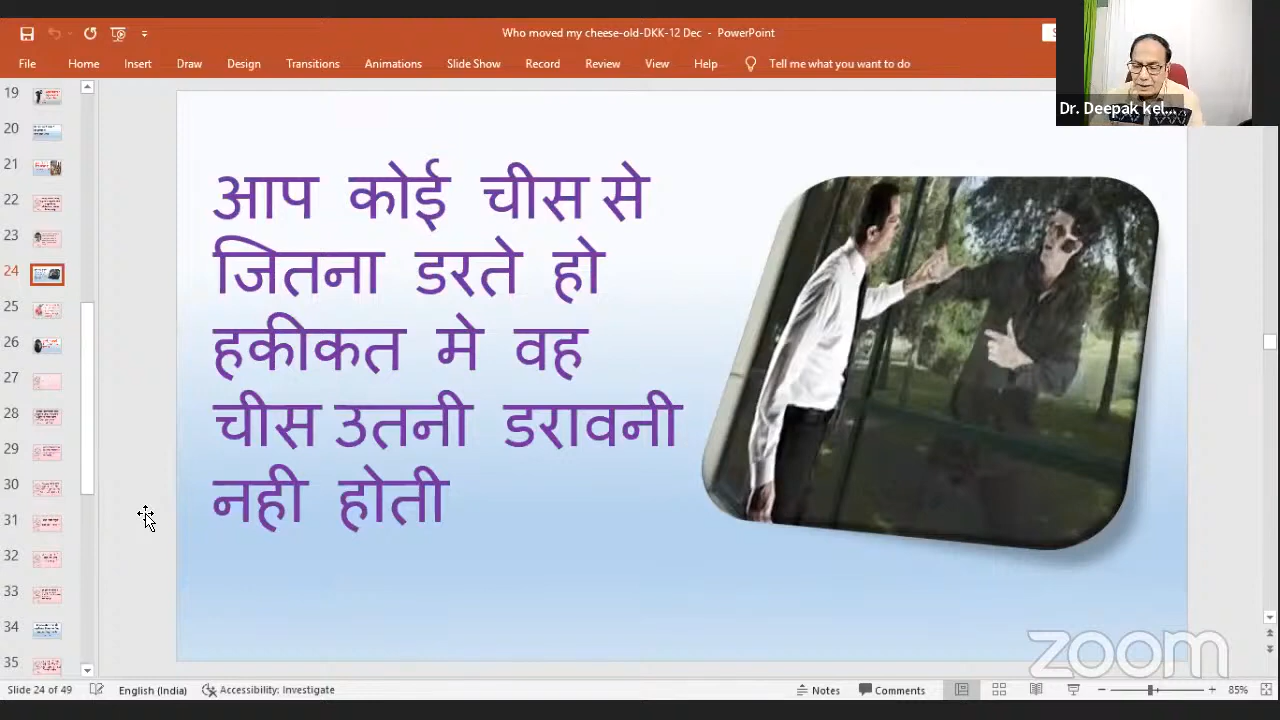 Who moved my cheese-old-DKK-12 Dec - PowerPoint
File Home Insert Draw Design Transitions Animations Slide Show Record Review View Help Tell me what you want to do
Dr. Deepak kel...
19
20
21
22
23
24
25
26
27
28
29
30
31
32
33
34
35
आप कोई चीस से
जितना डरते हो
हकीकत मे वह
चीस उतनी डरावनी
नही होती
zoom
Slide 24 of 49 English (India) Accessibility: Investigate Notes Comments 85%